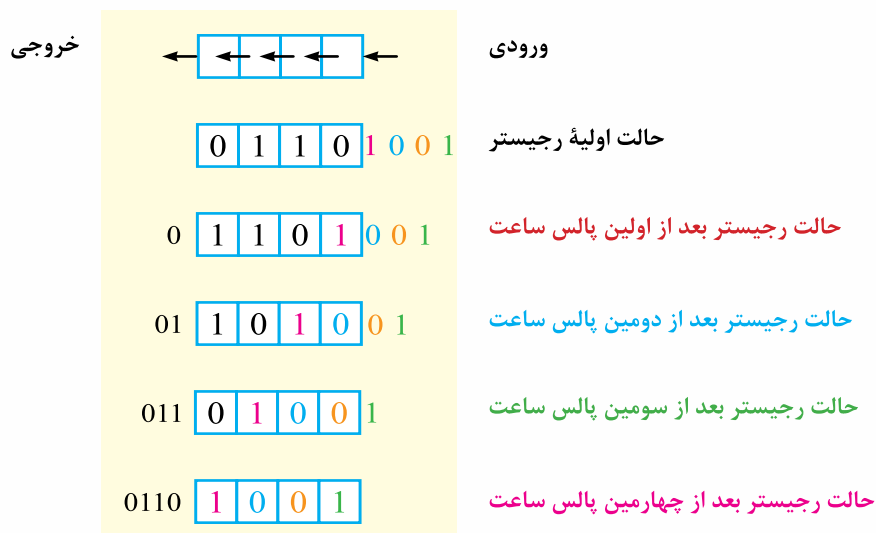 ورودی خروجی
حالت اولیهٔ رجیستر 0 1 1 0 1 0 0 1
حالت رجیستر بعد از اولین پالس ساعت 0 1 1 0 1 0 0 1
حالت رجیستر بعد از دومین پالس ساعت 01 1 0 1 0 0 1
حالت رجیستر بعد از سومین پالس ساعت 011 0 1 0 0 1
حالت رجیستر بعد از چهارمین پالس ساعت 0110 1 0 0 1